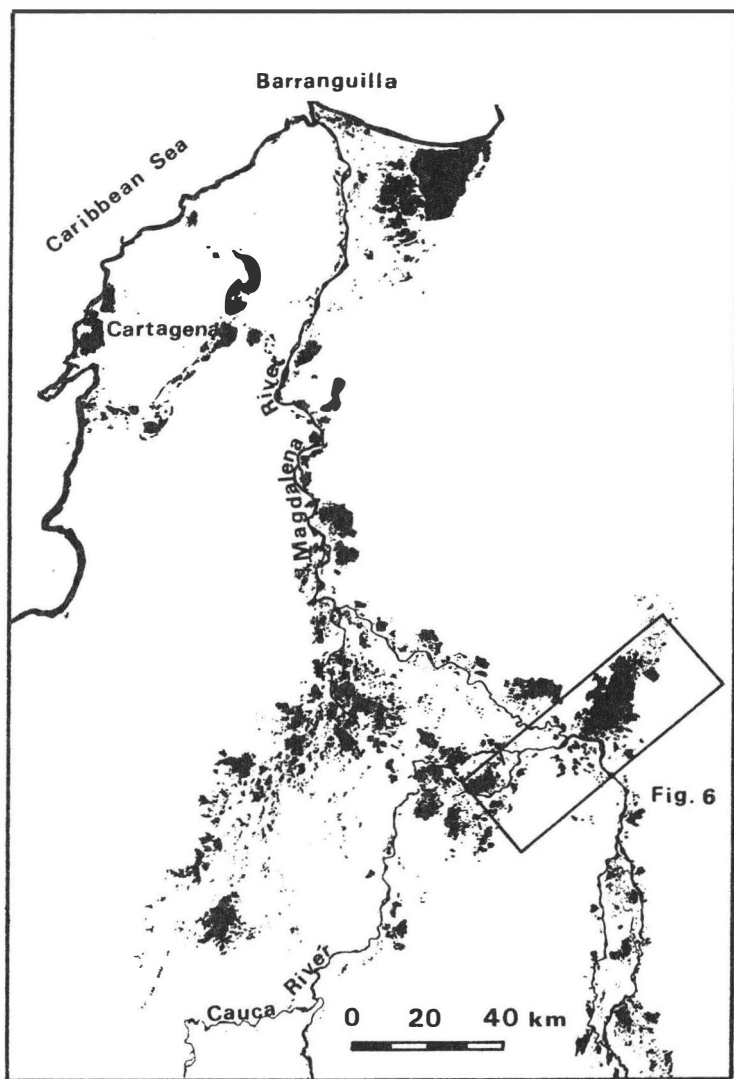 Barranguilla
Caribbean Sea
Cartagena
Magdalena River
Fig. 6
Cauca River
0 20 40 km